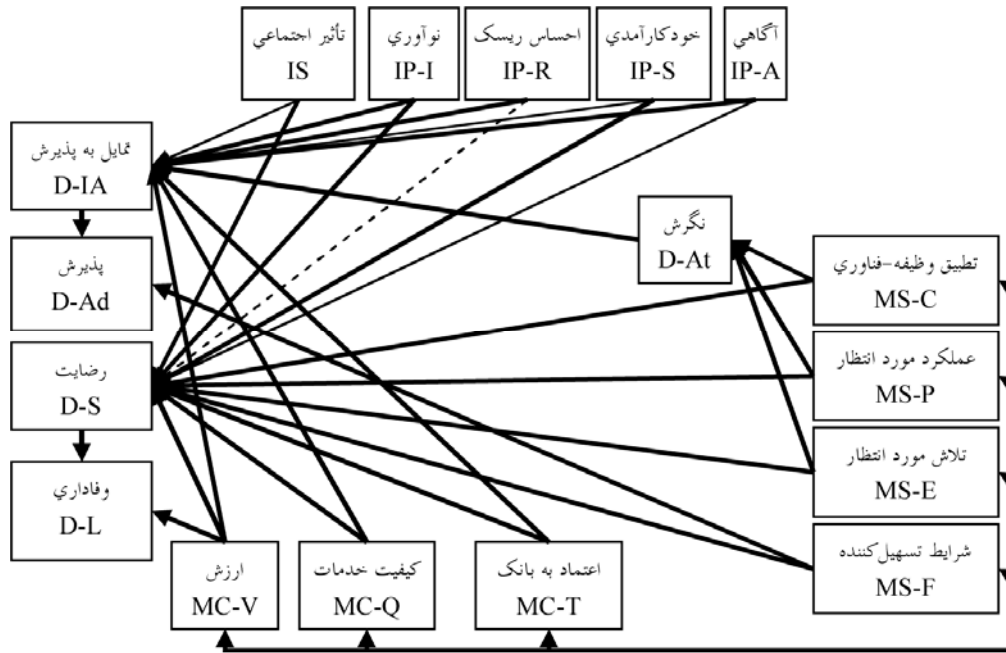 آگاهي
IP-A
خودکارآمدي
IP-S
احساس ريسک
IP-R
نوآوري
IP-I
تأثير اجتماعي
IS
تمايل به پذيرش
D-IA
پذيرش
D-Ad
رضايت
D-S
وفاداري
D-L
نگرش
D-At
تطبيق وظيفه-فناوري
MS-C
عملکرد مورد انتظار
MS-P
تلاش مورد انتظار
MS-E
شرايط تسهيل‌کننده
MS-F
اعتماد به بانک
MC-T
کيفيت خدمات
MC-Q
ارزش
MC-V